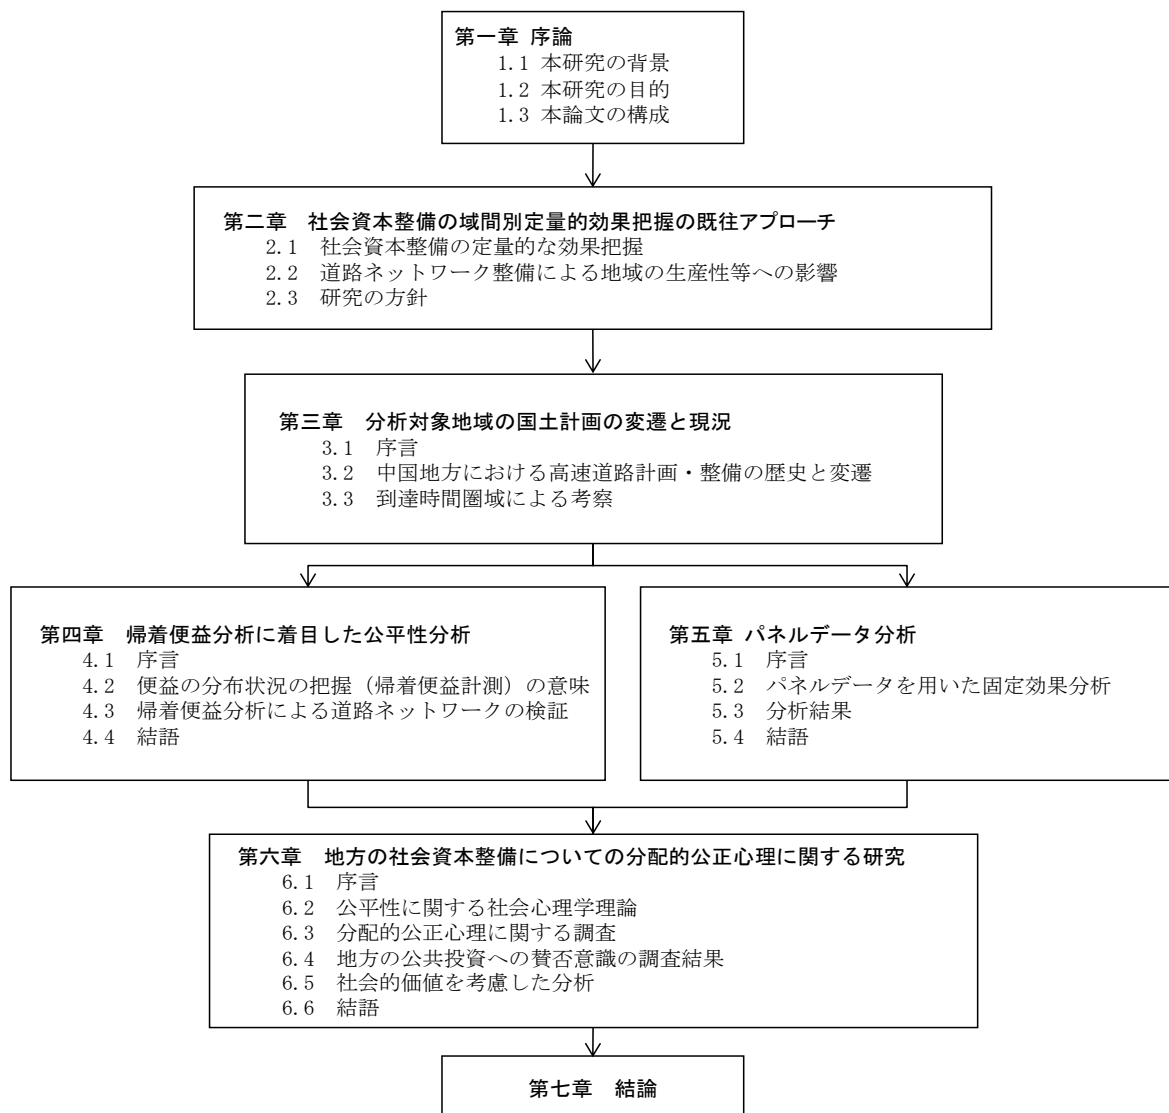 第一章 序論
1.1 本研究の背景
1.2 本研究の目的
1.3 本論文の構成
第二章　社会資本整備の域間別定量的効果把握の既往アプローチ
2.1　社会資本整備の定量的な効果把握
2.2　道路ネットワーク整備による地域の生産性等への影響
2.3　研究の方針
第三章　分析対象地域の国土計画の変遷と現況
3.1　序言
3.2　中国地方における高速道路計画・整備の歴史と変遷
3.3　到達時間圏域による考察
第四章　帰着便益分析に着目した公平性分析
4.1　序言
4.2　便益の分布状況の把握（帰着便益計測）の意味
4.3　帰着便益分析による道路ネットワークの検証
4.4　結語
第五章 パネルデータ分析
5.1　序言
5.2　パネルデータを用いた固定効果分析
5.3　分析結果
5.4　結語
第六章　地方の社会資本整備についての分配的公正心理に関する研究
6.1　序言
6.2　公平性に関する社会心理学理論
6.3　分配的公正心理に関する調査
6.4　地方の公共投資への賛否意識の調査結果
6.5　社会的価値を考慮した分析
6.6　結語
第七章　結論